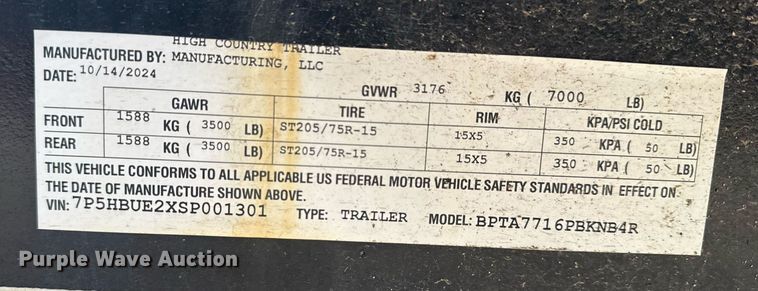 HIGH COUNTRY TRAILER
MANUFACTURED BY: MANUFACTURING, LLC
DATE: 10/14/2024
GVWR 3176 KG ( 7000 LB)
GAWR TIRE RIM KPA/PSI COLD
FRONT 1588 KG ( 3500 LB) ST205/75R-15 15X5 350 KPA ( 50 LB)
REAR 1588 KG ( 3500 LB) ST205/75R-15 15X5 350 KPA ( 50 LB)
THIS VEHICLE CONFORMS TO ALL APPLICABLE US FEDERAL MOTOR VEHICLE SAFETY STANDARDS IN EFFECT ON
THE DATE OF MANUFACTURE SHOWN ABOVE.
VIN: 7P5HBUE2XSP001301 TYPE: TRAILER MODEL: BPTA7716PBKNB4R
Purple Wave Auction